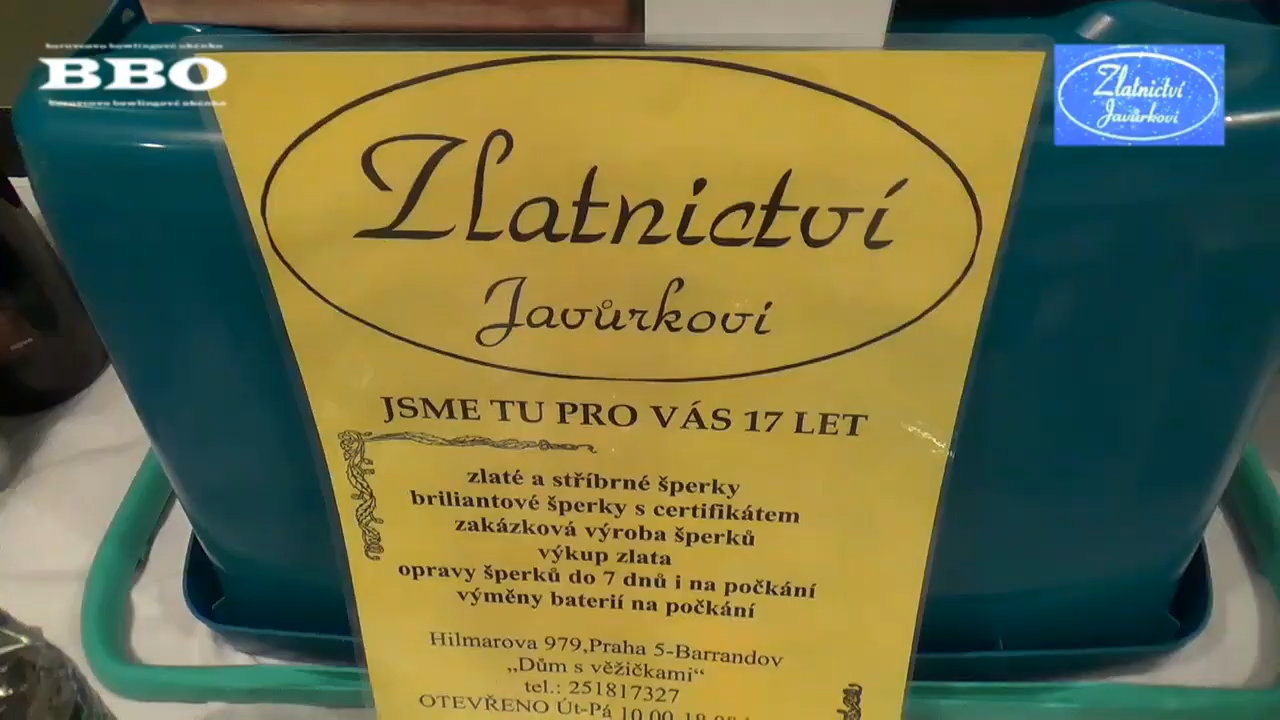 BBO
Zlatnictví
Javůrkovi
Zlatnictví
Javůrkovi
JSME TU PRO VÁS 17 LET
zlaté a stříbrné šperky
briliantové šperky s certifikátem
zakázková výroba šperků
výkup zlata
opravy šperků do 7 dnů i na počkání
výměny baterií na počkání
Hilmarova 979,Praha 5-Barrandov
„Dům s věžičkami“
tel.: 251817327
OTEVŘENO Út-Pá 10.00